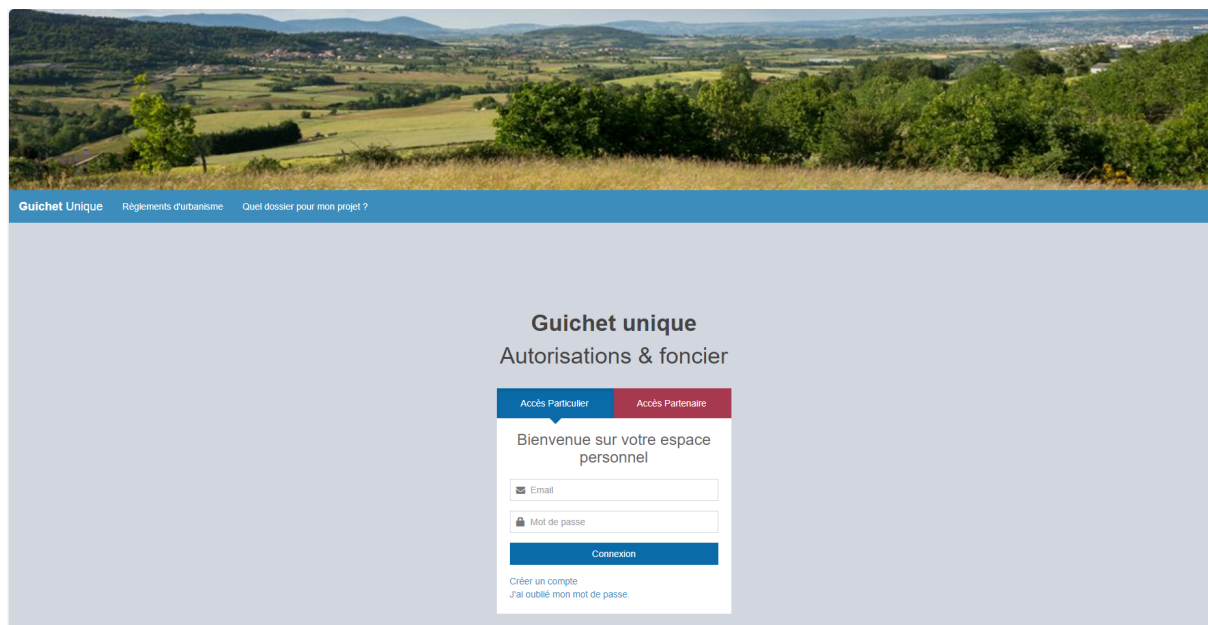 Guichet Unique Règlements d'urbanisme Quel dossier pour mon projet ?
Guichet unique
Autorisations & foncier
Accès Particulier Accès Partenaire
Bienvenue sur votre espace
personnel
Email
Mot de passe
Connexion
Créer un compte
J'ai oublié mon mot de passe.